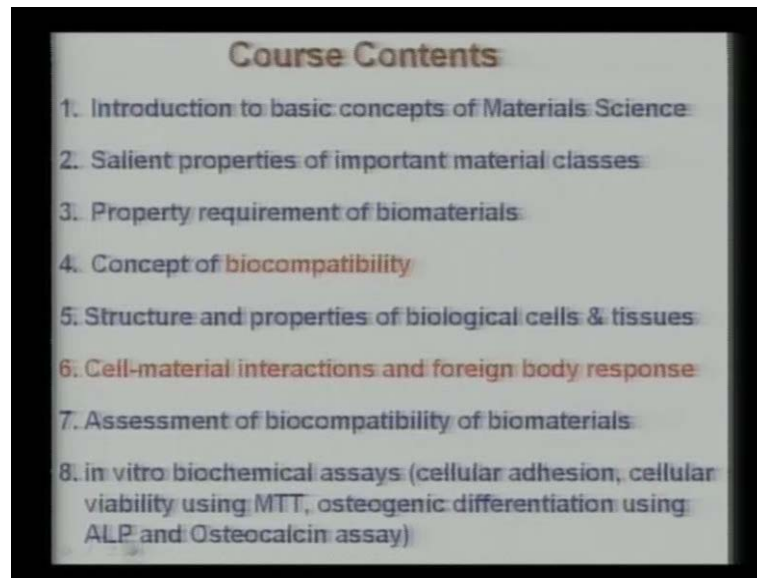 Course Contents
1. Introduction to basic concepts of Materials Science
2. Salient properties of important material classes
3. Property requirement of biomaterials
4. Concept of biocompatibility
5. Structure and properties of biological cells & tissues
6. Cell-material interactions and foreign body response
7. Assessment of biocompatibility of biomaterials
8. in vitro biochemical assays (cellular adhesion, cellular
viability using MTT, osteogenic differentiation using
ALP and Osteocalcin assay)